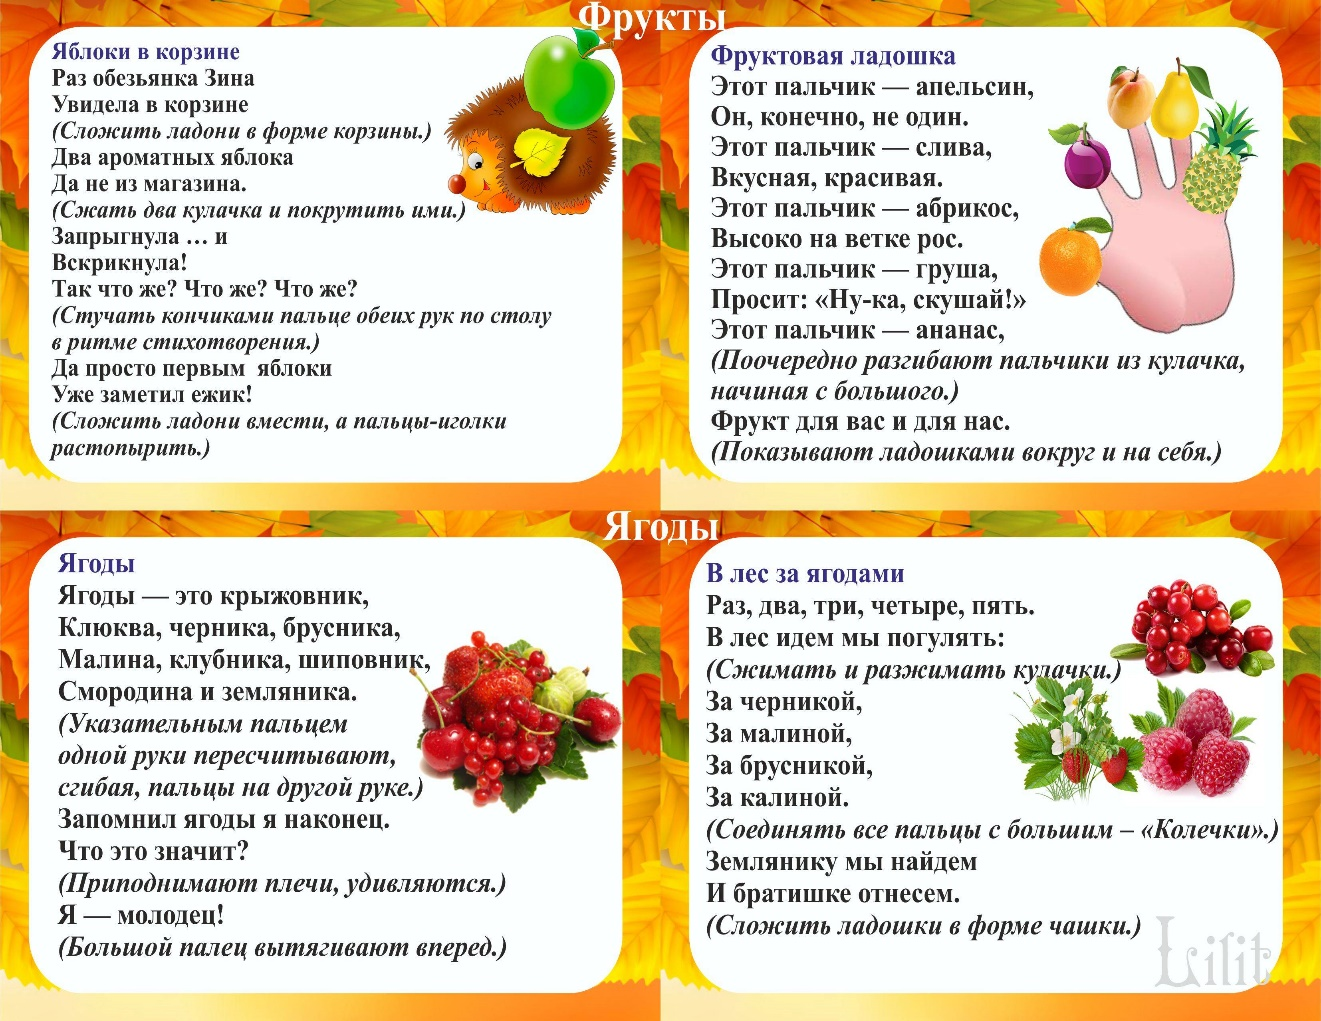 Фрукты
Яблоки в корзине
Раз обезьянка Зина
Увидела в корзине
(Сложить ладони в форме корзины.)
Два ароматных яблока
Да не из магазина.
(Сжать два кулачка и покрутить ими.)
Запрыгнула … и
Вскрикнула!
Так что же? Что же? Что же?
(Стучать кончиками пальце обеих рук по столу
в ритме стихотворения.)
Да просто первым яблоки
Уже заметил ежик!
(Сложить ладони вмести, а пальцы-иголки
растопырить.)
Фруктовая ладошка
Этот пальчик — апельсин,
Он, конечно, не один.
Этот пальчик — слива,
Вкусная, красивая.
Этот пальчик — абрикос,
Высоко на ветке рос.
Этот пальчик — груша,
Просит: «Ну-ка, скушай!»
Этот пальчик — ананас,
(Поочередно разгибают пальчики из кулачка,
начиная с большого.)
Фрукт для вас и для нас.
(Показывают ладошками вокруг и на себя.)
Ягоды
Ягоды
Ягоды — это крыжовник,
Клюква, черника, брусника,
Малина, клубника, шиповник,
Смородина и земляника.
(Указательным пальцем
одной руки пересчитывают,
сгибая, пальцы на другой руке.)
Запомнил ягоды я наконец.
Что это значит?
(Приподнимают плечи, удивляются.)
Я — молодец!
(Большой палец вытягивают вперед.)
В лес за ягодами
Раз, два, три, четыре, пять.
В лес идем мы погулять:
(Сжимать и разжимать кулачки.)
За черникой,
За малиной,
За брусникой,
За калиной.
(Соединять все пальцы с большим – «Колечки».)
Землянику мы найдем
И братишке отнесем.
(Сложить ладошки в форме чашки.)
Lilit